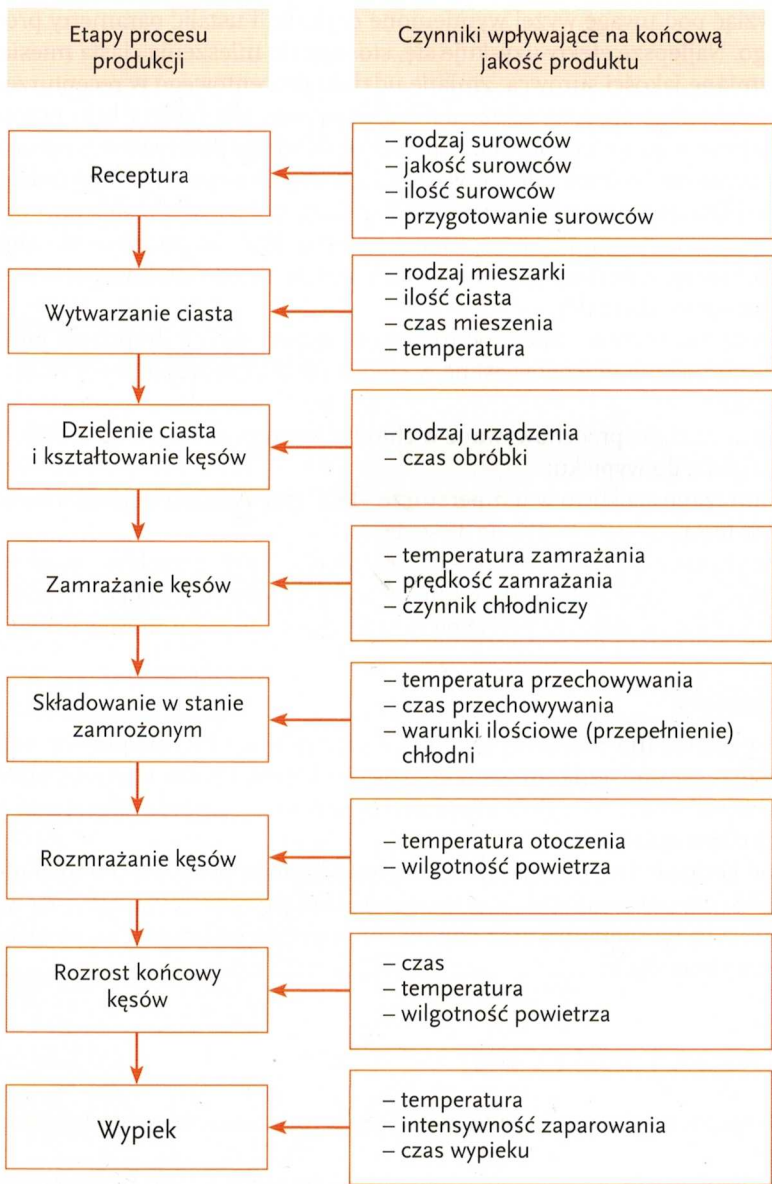 Etapy procesu
produkcji
Czynniki wpływające na końcową
jakość produktu
Receptura
– rodzaj surowców
– jakość surowców
– ilość surowców
– przygotowanie surowców
Wytwarzanie ciasta
– rodzaj mieszarki
– ilość ciasta
– czas mieszenia
– temperatura
Dzielenie ciasta
i kształtowanie kęsów
– rodzaj urządzenia
– czas obróbki
Zamrażanie kęsów
– temperatura zamrażania
– prędkość zamrażania
– czynnik chłodniczy
Składowanie w stanie
zamrożonym
– temperatura przechowywania
– czas przechowywania
– warunki ilościowe (przepełnienie)
chłodni
Rozmrażanie kęsów
– temperatura otoczenia
– wilgotność powietrza
Rozrost końcowy
kęsów
– czas
– temperatura
– wilgotność powietrza
Wypiek
– temperatura
– intensywność zaparowania
– czas wypieku